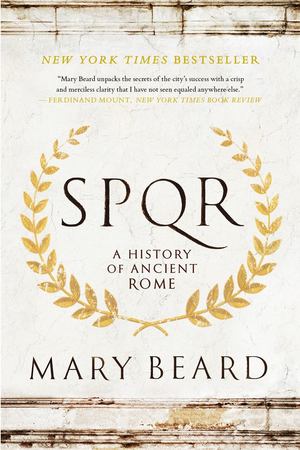 NEW YORK TIMES BESTSELLER
"Mary Beard unpacks the secrets of the city's success with a crisp
and merciless clarity that I have not seen equaled anywhere else."
—FERDINAND MOUNT, NEW YORK TIMES BOOK REVIEW
SPQR
A HISTORY
OF ANCIENT
ROME
MARY BEARD